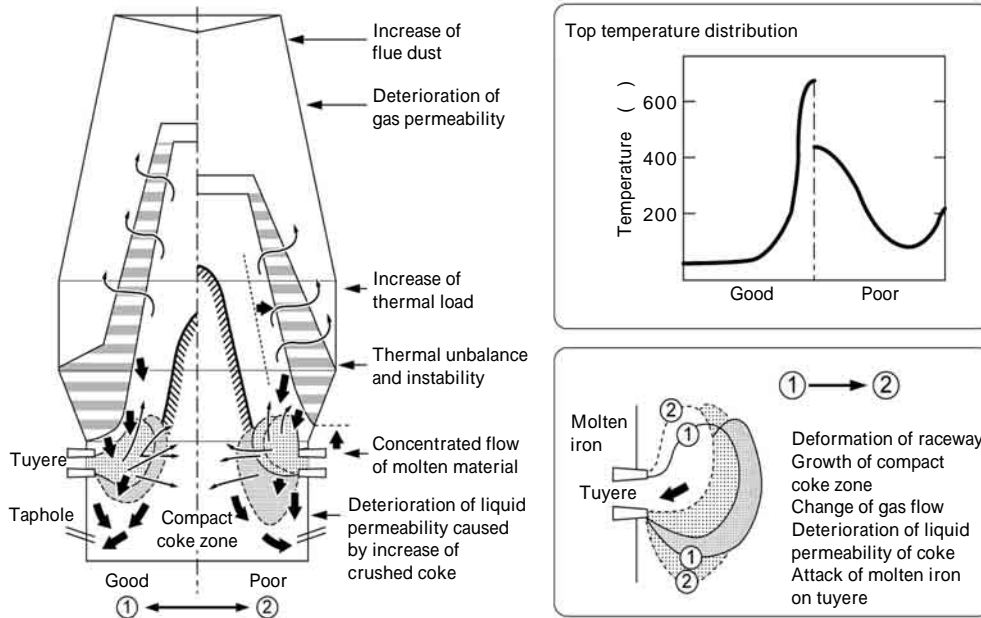 Increase of
flue dust
Deterioration of
gas permeability
Increase of
thermal load
Thermal unbalance
and instability
Tuyere
Concentrated flow
of molten material
Taphole
Compact
coke zone
Deterioration of liquid
permeability caused
by increase of
crushed coke
Good
Poor
① ②
Top temperature distribution
Temperature ( )
600
400
200
Good
Poor
① ②
Molten
iron
Tuyere
②
①
①
②
Deformation of raceway
Growth of compact
coke zone
Change of gas flow
Deterioration of liquid
permeability of coke
Attack of molten iron
on tuyere